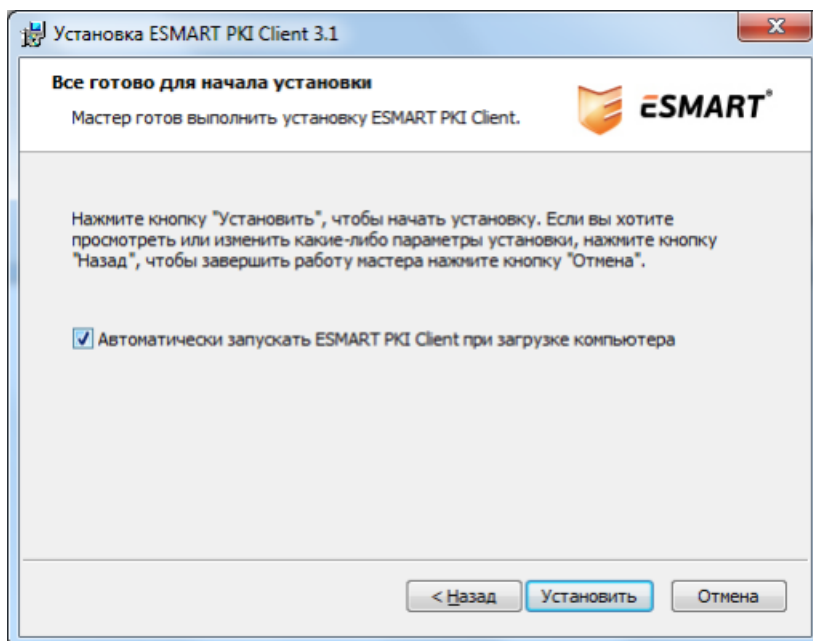 Установка ESMART PKI Client 3.1
Все готово для начала установки
Мастер готов выполнить установку ESMART PKI Client.
ESMART®
Нажмите кнопку "Установить", чтобы начать установку. Если вы хотите
просмотреть или изменить какие-либо параметры установки, нажмите кнопку
"Назад", чтобы завершить работу мастера нажмите кнопку "Отмена".
Автоматически запускать ESMART PKI Client при загрузке компьютера
< Назад
Установить
Отмена